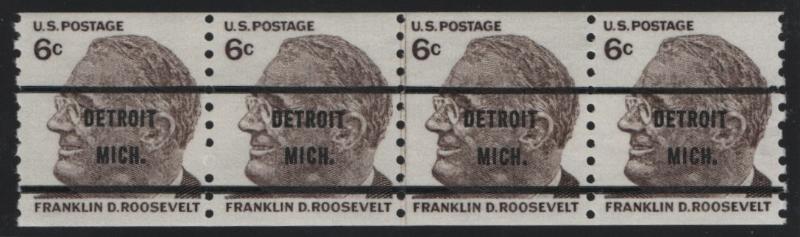 U.S. POSTAGE U.S. POSTAGE U.S. POSTAGE U.S. POSTAGE
6c 6c 6c 6c
DETROIT DETROIT DETROIT DETROIT
MICH. MICH. MICH. MICH.
FRANKLIN D. ROOSEVELT FRANKLIN D. ROOSEVELT FRANKLIN D. ROOSEVELT FRANKLIN D. ROOSEVELT